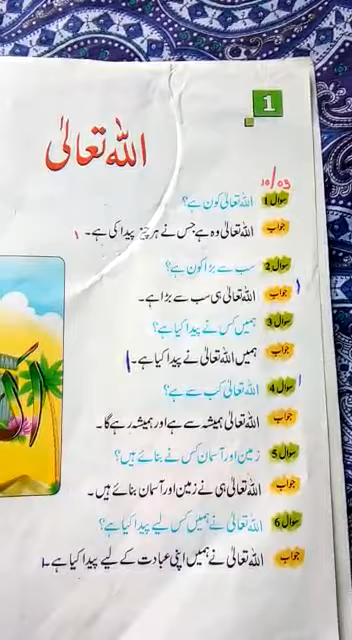 1
اللہ تعالیٰ
10/03
سوال 1 اللہ تعالیٰ کون ہے؟
جواب اللہ تعالیٰ وہ ہے جس نے ہر چیز پیدا کی ہے۔
سوال 2 سب سے بڑا کون ہے؟
جواب اللہ تعالیٰ ہی سب سے بڑا ہے۔
سوال 3 ہمیں کس نے پیدا کیا ہے؟
جواب ہمیں اللہ تعالیٰ نے پیدا کیا ہے۔
سوال 4 اللہ تعالیٰ کب سے ہے؟
جواب اللہ تعالیٰ ہمیشہ سے ہے اور ہمیشہ رہے گا۔
سوال 5 زمین اور آسمان کس نے بنائے ہیں؟
جواب اللہ تعالیٰ ہی نے زمین اور آسمان بنائے ہیں۔
سوال 6 اللہ تعالیٰ نے ہمیں کس لیے پیدا کیا ہے؟
جواب اللہ تعالیٰ نے ہمیں اپنی عبادت کے لیے پیدا کیا ہے۔